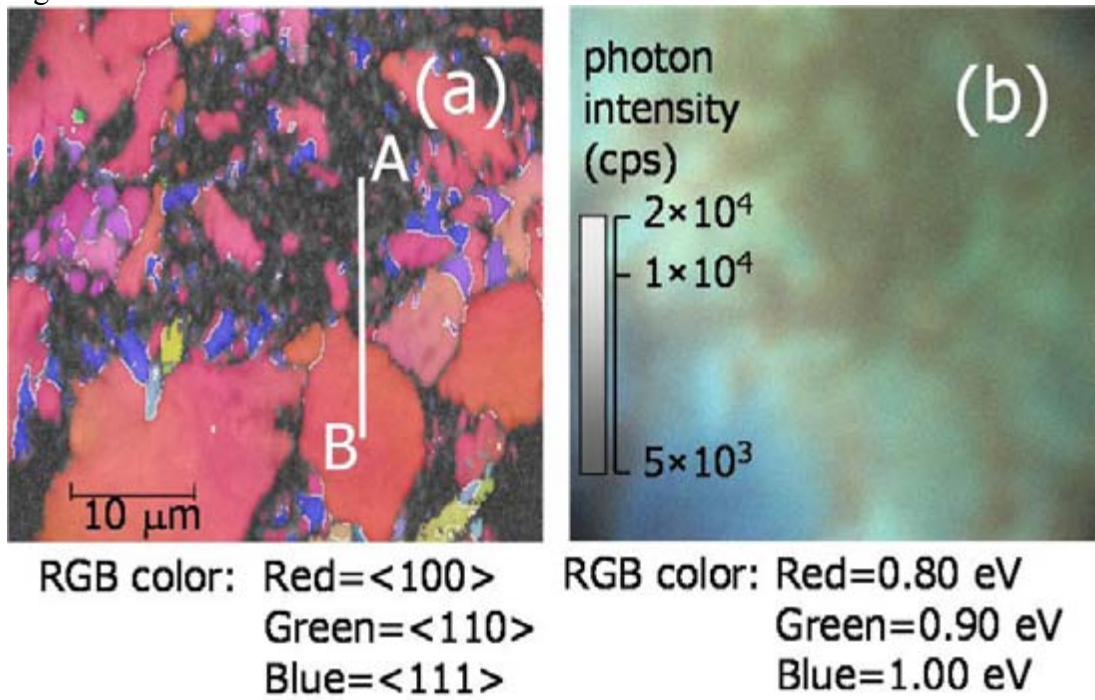 (a)
A
B
10 μm
RGB color: Red=<100>
Green=<110>
Blue=<111>
photon
intensity
(cps)
(b)
2×10⁴
1×10⁴
5×10³
RGB color: Red=0.80 eV
Green=0.90 eV
Blue=1.00 eV